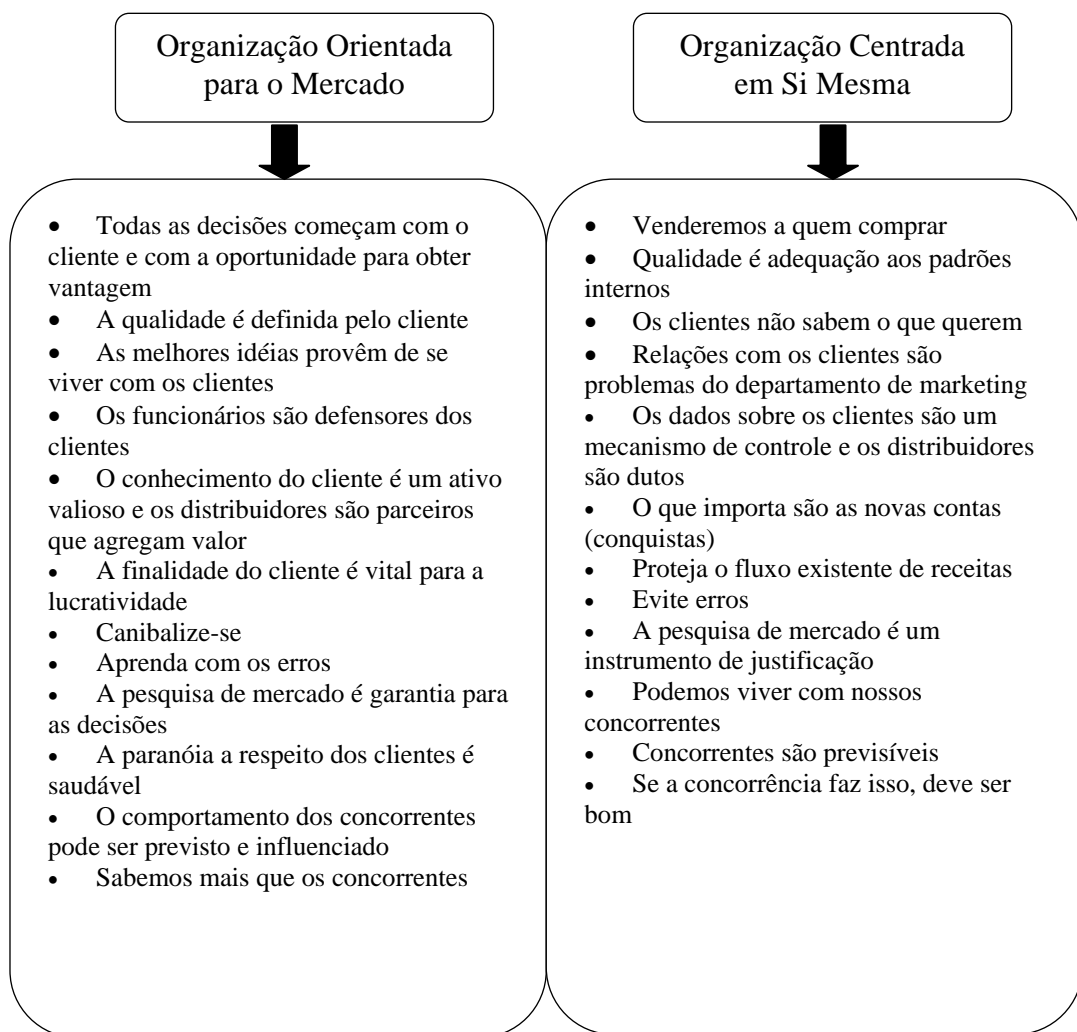 Organização Orientada
para o Mercado
• Todas as decisões começam com o
cliente e com a oportunidade para obter
vantagem
• A qualidade é definida pelo cliente
• As melhores idéias provêm de se
viver com os clientes
• Os funcionários são defensores dos
clientes
• O conhecimento do cliente é um ativo
valioso e os distribuidores são parceiros
que agregam valor
• A finalidade do cliente é vital para a
lucratividade
• Canibalize-se
• Aprenda com os erros
• A pesquisa de mercado é garantia para
as decisões
• A paranóia a respeito dos clientes é
saudável
• O comportamento dos concorrentes
pode ser previsto e influenciado
• Sabemos mais que os concorrentes
Organização Centrada
em Si Mesma
• Venderemos a quem comprar
• Qualidade é adequação aos padrões
internos
• Os clientes não sabem o que querem
• Relações com os clientes são
problemas do departamento de marketing
• Os dados sobre os clientes são um
mecanismo de controle e os distribuidores
são dutos
• O que importa são as novas contas
(conquistas)
• Proteja o fluxo existente de receitas
• Evite erros
• A pesquisa de mercado é um
instrumento de justificação
• Podemos viver com nossos
concorrentes
• Concorrentes são previsíveis
• Se a concorrência faz isso, deve ser
bom